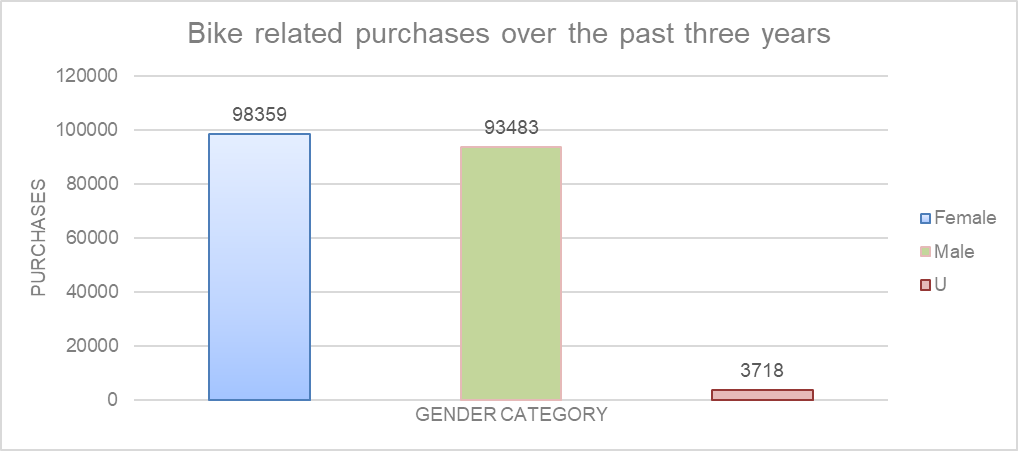 Bike related purchases over the past three years
PURCHASES
120000
100000
80000
60000
40000
20000
0
98359
93483
3718
GENDER CATEGORY
Female
Male
U